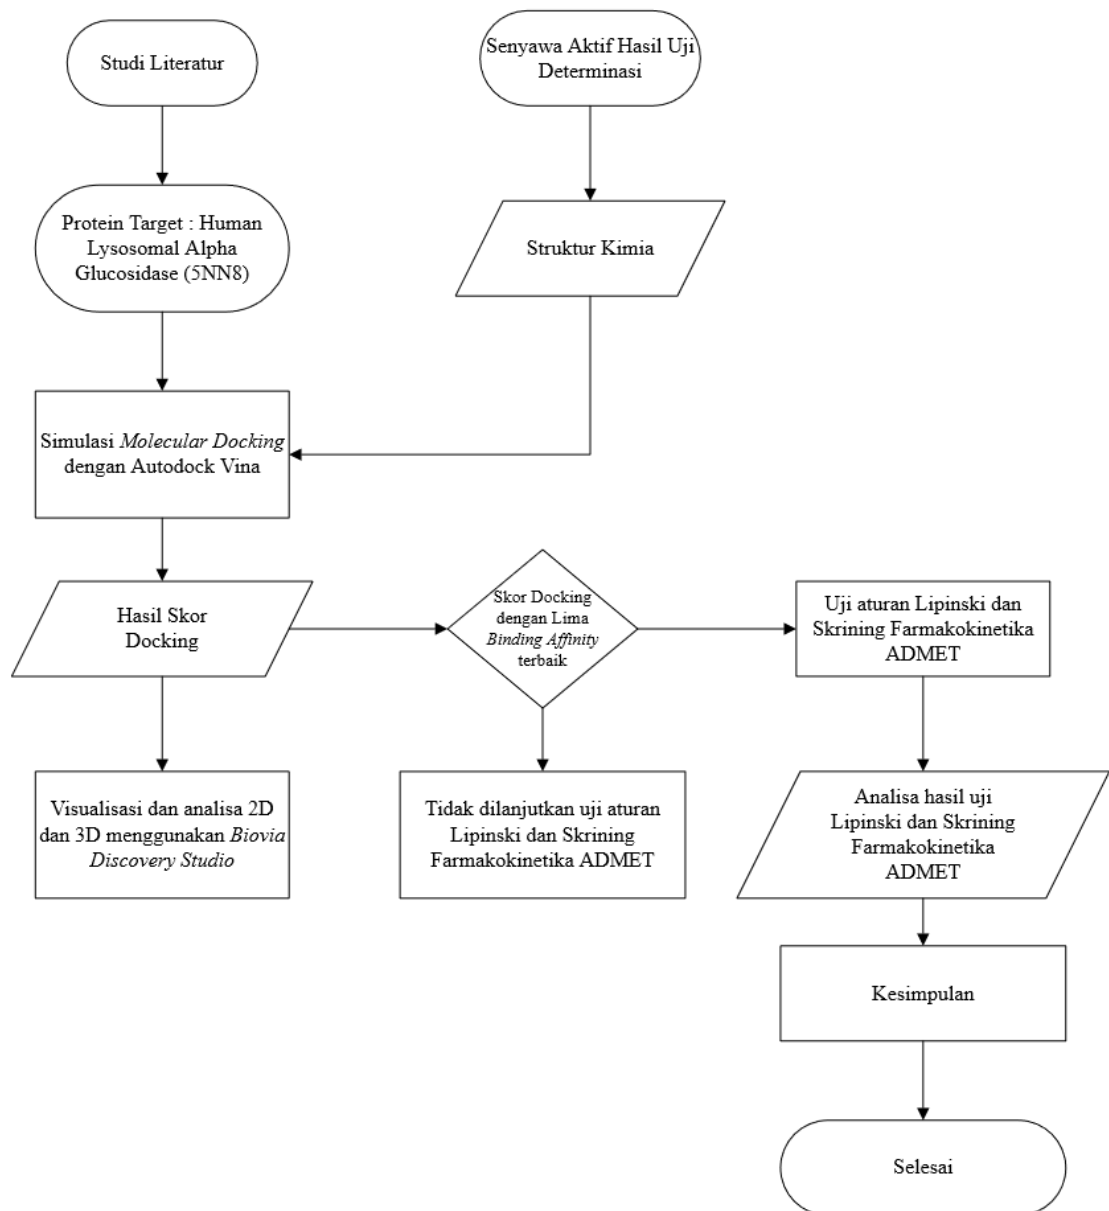 Studi Literatur
Senyawa Aktif Hasil Uji
Determinasi
Protein Target : Human
Lysosomal Alpha
Glucosidase (5NN8)
Struktur Kimia
Simulasi Molecular Docking
dengan Autodock Vina
Hasil Skor
Docking
Skor Docking
dengan Lima
Binding Affinity
terbaik
Uji aturan Lipinski dan
Skrining Farmakokinetika
ADMET
Visualisasi dan analisa 2D
dan 3D menggunakan Biovia
Discovery Studio
Tidak dilanjutkan uji aturan
Lipinski dan Skrining
Farmakokinetika ADMET
Analisa hasil uji
Lipinski dan Skrining
Farmakokinetika
ADMET
Kesimpulan
Selesai